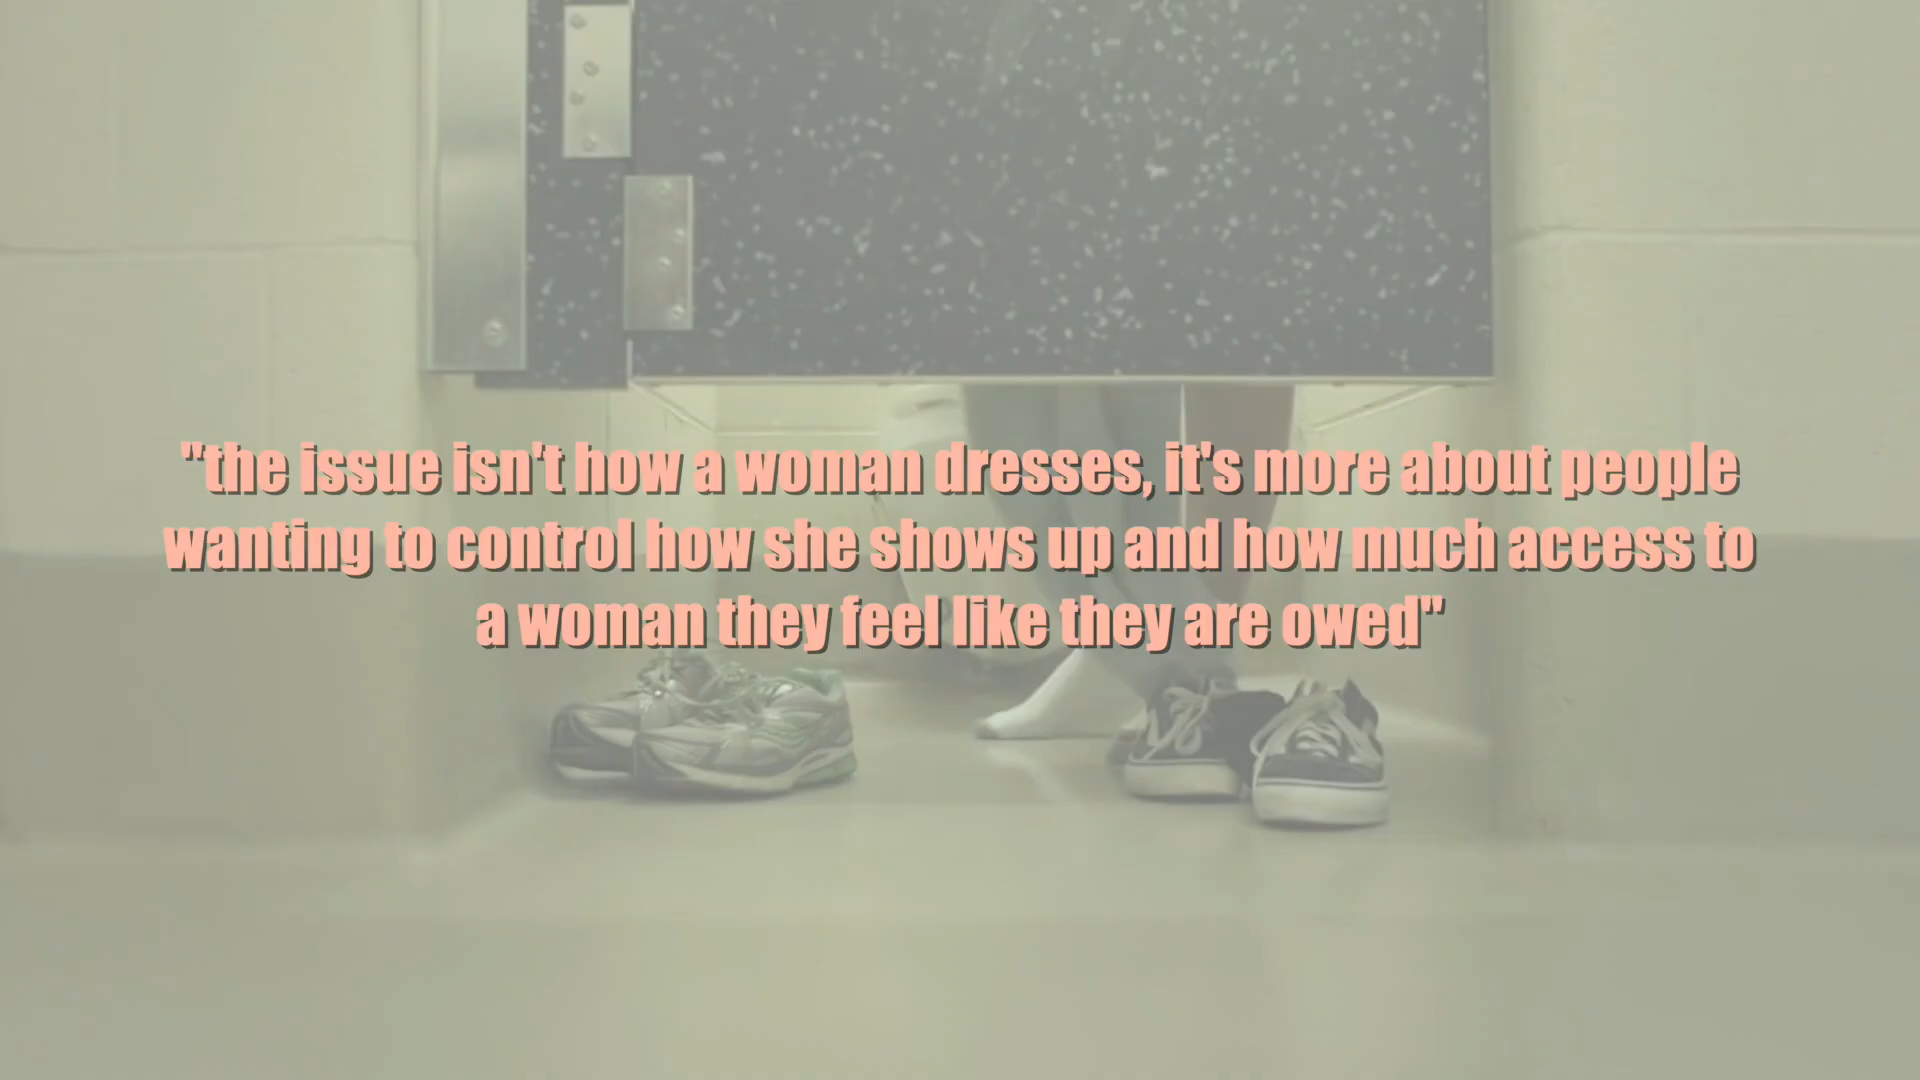 "the issue isn't how a woman dresses, it's more about people
wanting to control how she shows up and how much access to
a woman they feel like they are owed"